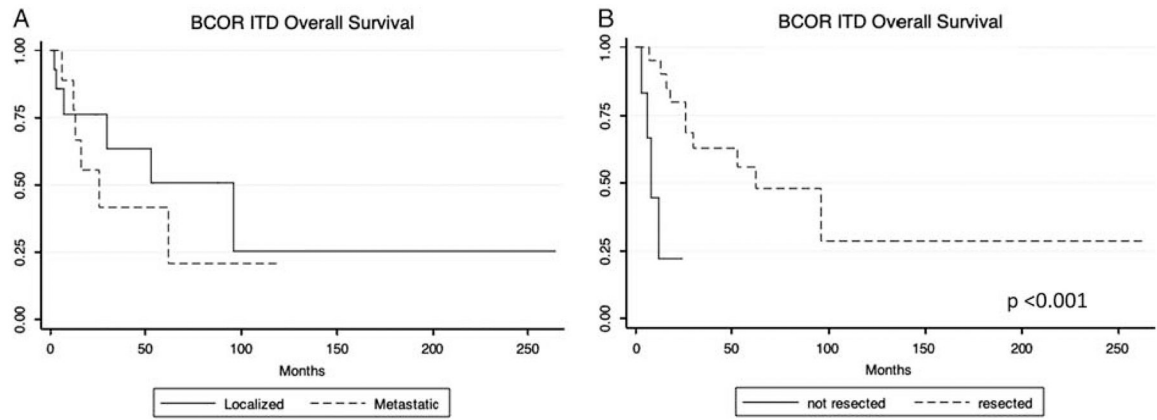 A
BCOR ITD Overall Survival
1.00
0.75
0.50
0.25
0.00
0 50 100 150 200 250
Months
Localized Metastatic
B
BCOR ITD Overall Survival
1.00
0.75
0.50
0.25
0.00
p <0.001
0 50 100 150 200 250
Months
not resected resected